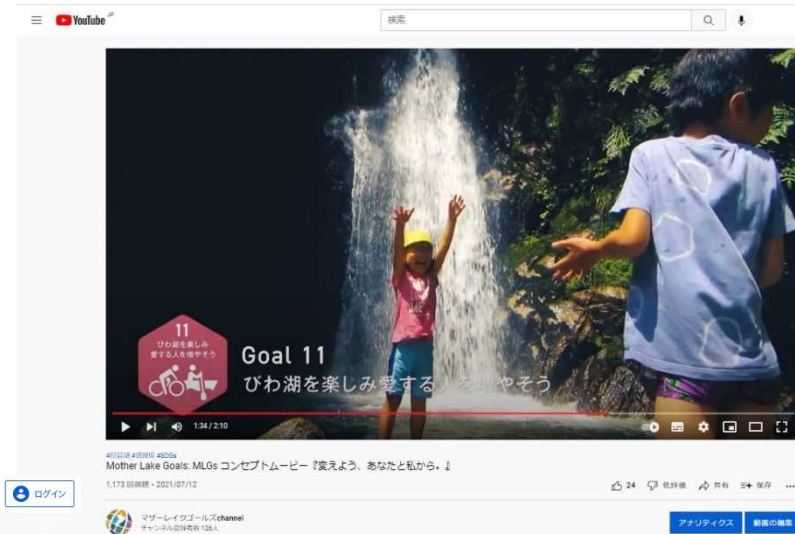 YouTube JP
検索
11
びわ湖を楽しみ
愛する人を増やそう
Goal 11
びわ湖を楽しみ愛する人を増やそう
1:34 / 2:10
#琵琶湖 #滋賀県 #SDGs
Mother Lake Goals: MLGs コンセプトムービー『変えよう、あなたと私から。』
1,173 回視聴・2021/07/12
24 低評価 共有 保存 ...
ログイン
マザーレイクゴールズchannel
チャンネル登録者数 126人
アナリティクス 動画の編集